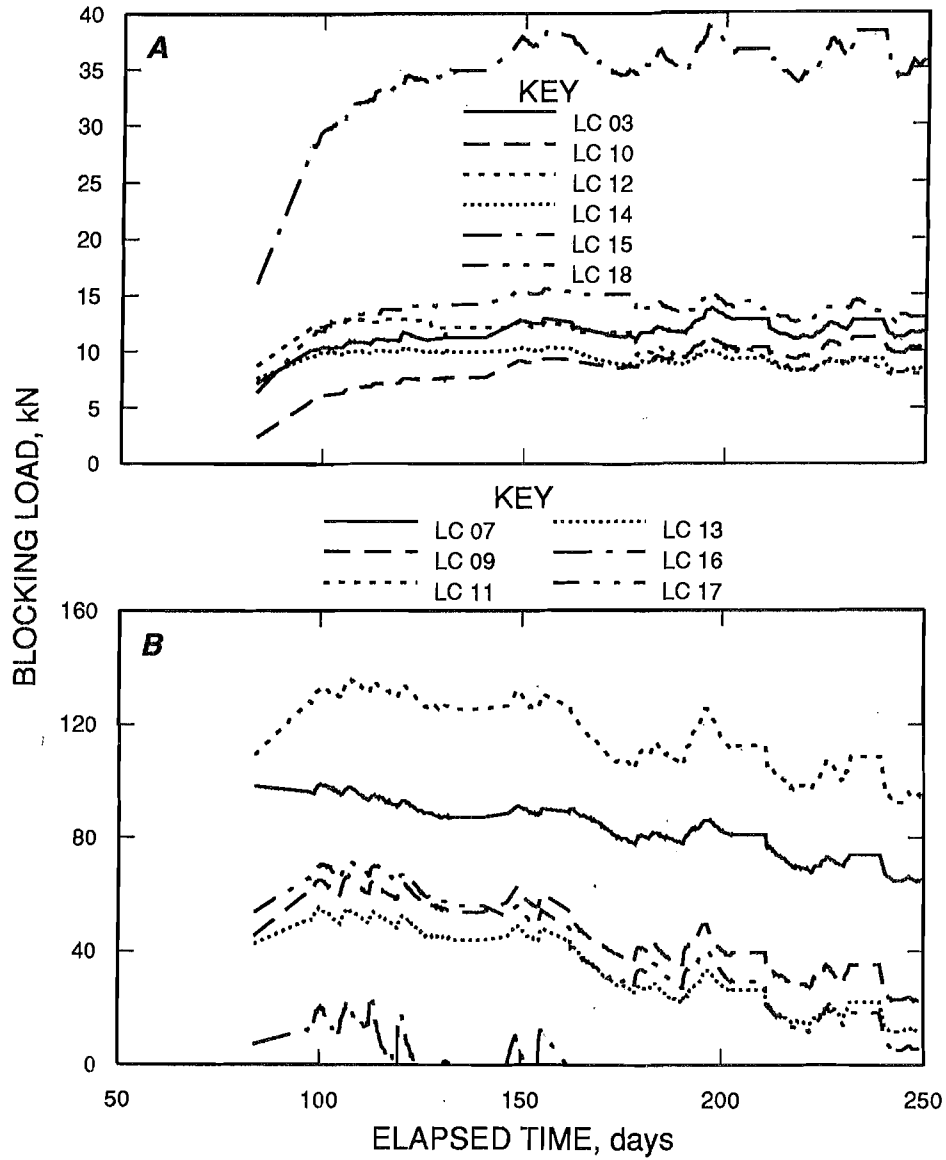 A
40
35
30
25
20
15
10
5
0
KEY
LC 03
LC 10
LC 12
LC 14
LC 15
LC 18
BLOCKING LOAD, kN
KEY
LC 07
LC 09
LC 11
LC 13
LC 16
LC 17
B
160
120
80
40
0
50 100 150 200 250
ELAPSED TIME, days